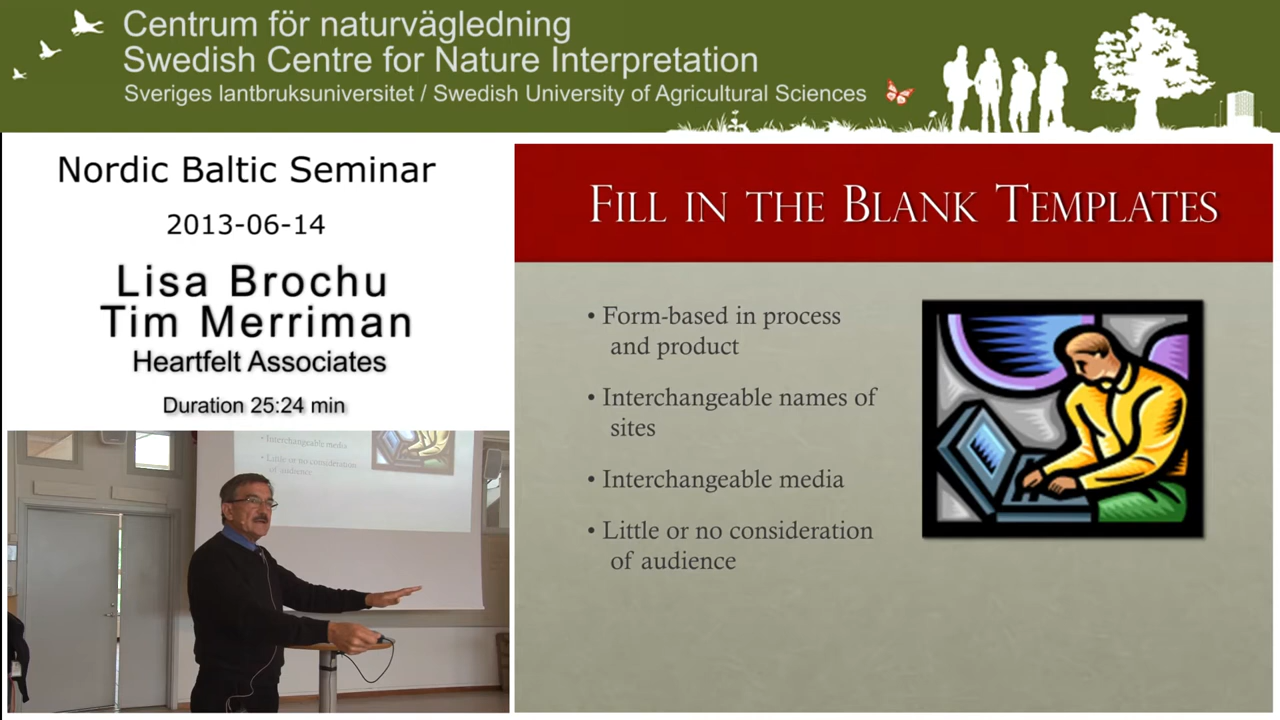 Centrum för naturvägledning
Swedish Centre for Nature Interpretation
Sveriges lantbruksuniversitet / Swedish University of Agricultural Sciences
Nordic Baltic Seminar
2013-06-14
Lisa Brochu
Tim Merriman
Heartfelt Associates
Duration 25:24 min
FILL IN THE BLANK TEMPLATES
• Form-based in process
and product
• Interchangeable names of
sites
• Interchangeable media
• Little or no consideration
of audience
• Interchangeable media
• Little or no consideration
of audience